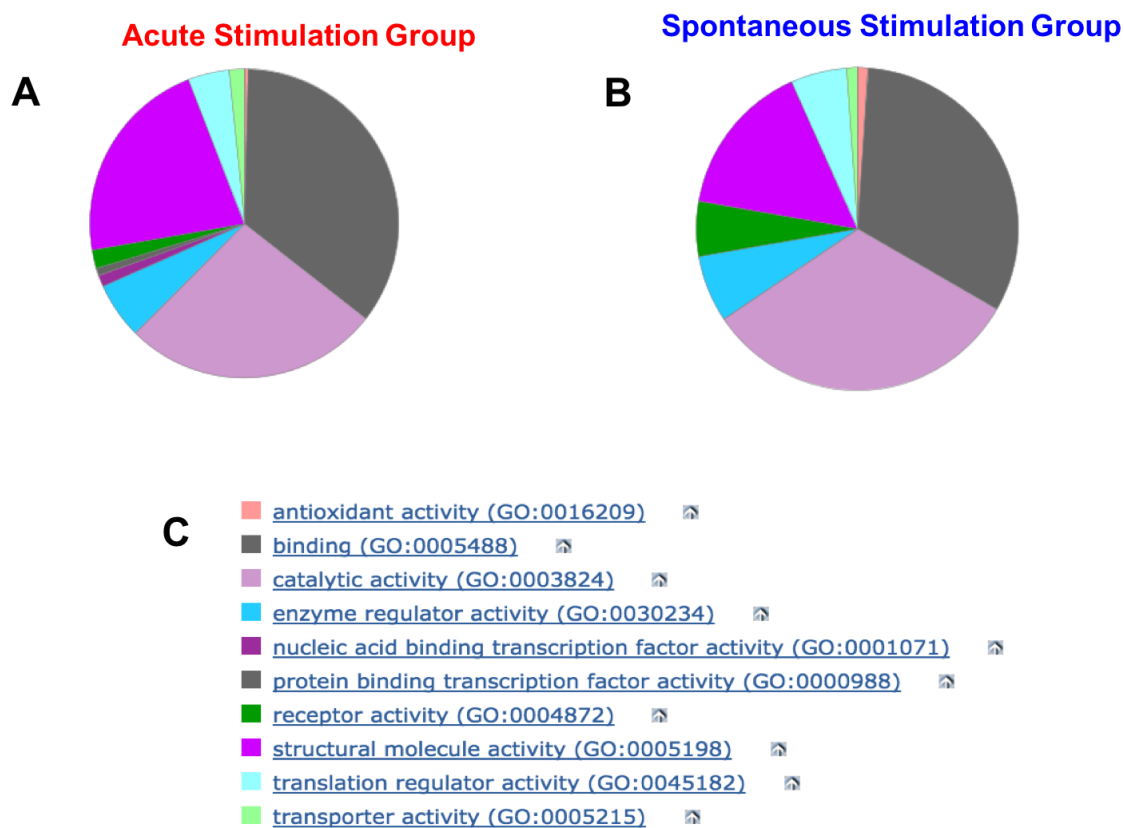 Acute Stimulation Group
Spontaneous Stimulation Group
A
B
C
antioxidant activity (GO:0016209)
binding (GO:0005488)
catalytic activity (GO:0003824)
enzyme regulator activity (GO:0030234)
nucleic acid binding transcription factor activity (GO:0001071)
protein binding transcription factor activity (GO:0000988)
receptor activity (GO:0004872)
structural molecule activity (GO:0005198)
translation regulator activity (GO:0045182)
transporter activity (GO:0005215)